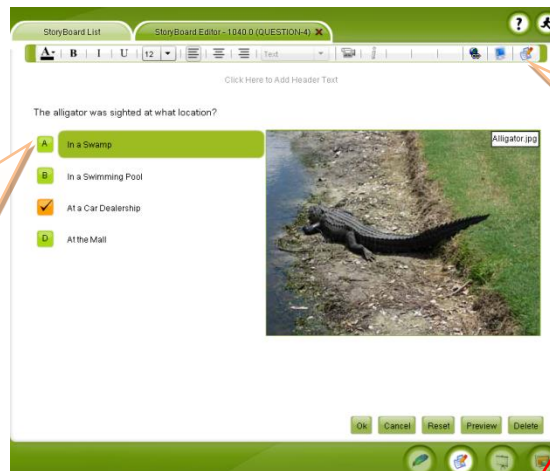 StoryBoard List
StoryBoard Editor - 1040.0 (QUESTION-4) X
?
A B I U 12 Text
Click Here to Add Header Text
The alligator was sighted at what location?
A In a Swamp
Alligator.jpg
B In a Swimming Pool
At a Car Dealership
D At the Mall
Ok Cancel Reset Preview Delete